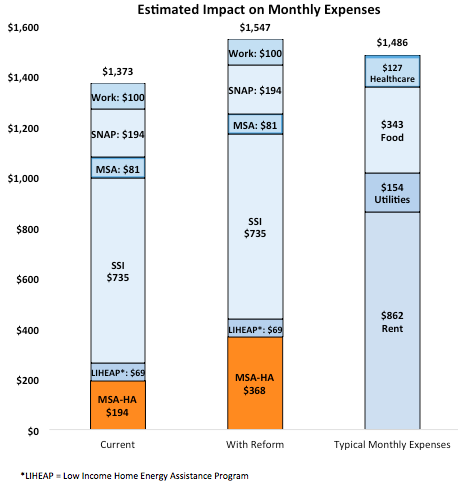 Estimated Impact on Monthly Expenses
$1,600
$1,400
$1,200
$1,000
$800
$600
$400
$200
$0
$1,373
Work: $100
SNAP: $194
MSA: $81
SSI
$735
LIHEAP*: $69
MSA-HA
$194
$1,547
Work: $100
SNAP: $194
MSA: $81
SSI
$735
LIHEAP*: $69
MSA-HA
$368
$1,486
$127
Healthcare
$343
Food
$154
Utilities
$862
Rent
Current
With Reform
Typical Monthly Expenses
*LIHEAP = Low Income Home Energy Assistance Program